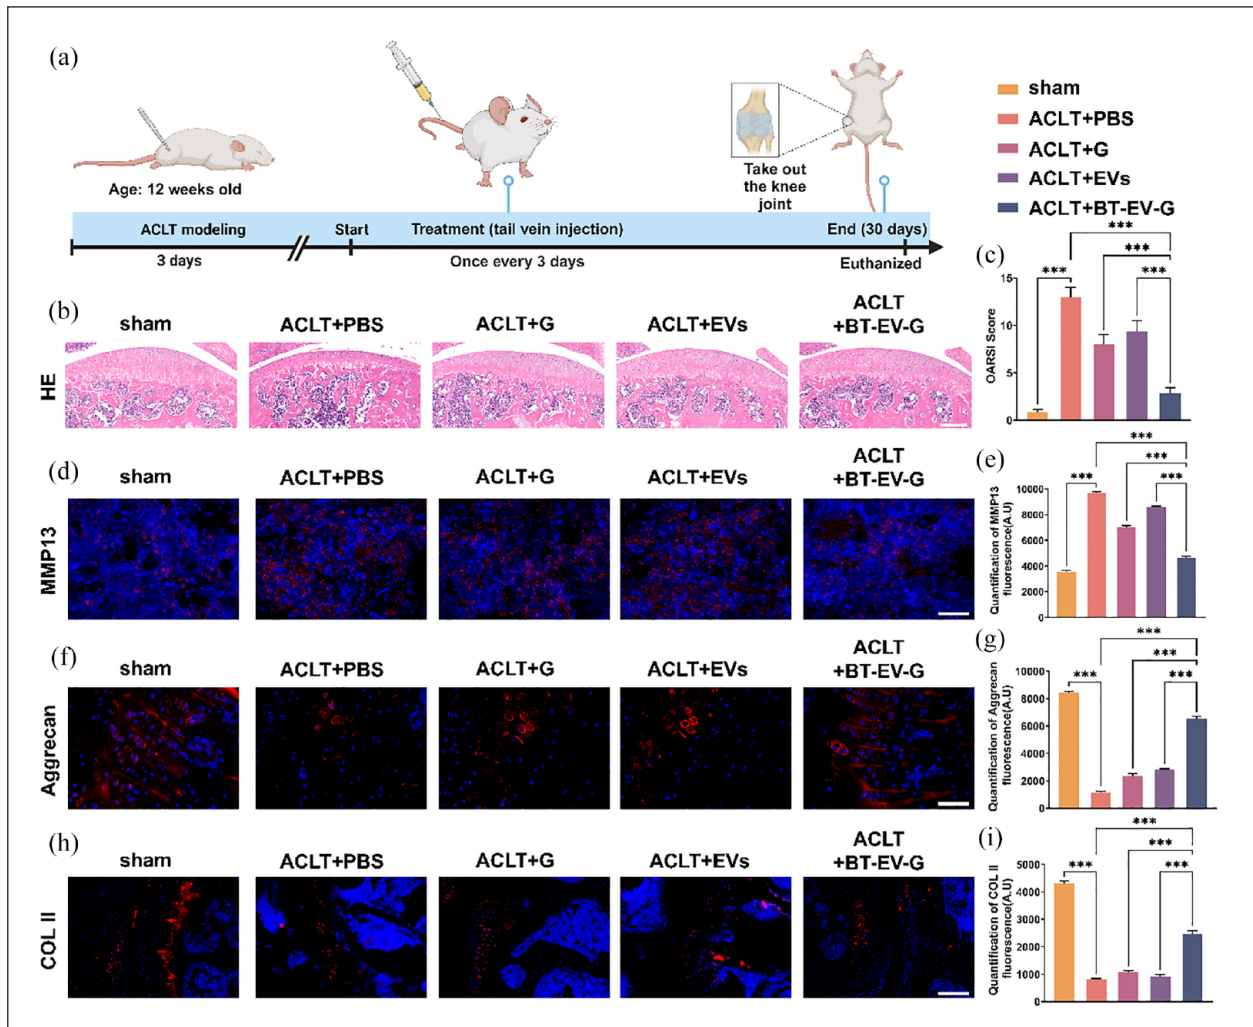 (a)
Age: 12 weeks old
Take out
the knee
joint
ACLT modeling
Start
Treatment (tail vein injection)
End (30 days)
3 days
Once every 3 days
Euthanized
sham
ACLT+PBS
ACLT+G
ACLT+EVs
ACLT+BT-EV-G
(b)
sham
ACLT+PBS
ACLT+G
ACLT+EVs
ACLT
+BT-EV-G
HE
(c)
***
***
***
***
OARSI Score
15
10
5
0
(d)
sham
ACLT+PBS
ACLT+G
ACLT+EVs
ACLT
+BT-EV-G
MMP13
(e)
***
***
***
***
Quantification of MMP13
fluorescence(A.U)
10000
8000
6000
4000
2000
0
(f)
sham
ACLT+PBS
ACLT+G
ACLT+EVs
ACLT
+BT-EV-G
Aggrecan
(g)
***
***
***
***
Quantification of Aggrecan
fluorescence(A.U)
10000
8000
6000
4000
2000
0
(h)
sham
ACLT+PBS
ACLT+G
ACLT+EVs
ACLT
+BT-EV-G
COL II
(i)
***
***
***
***
Quantification of COL II
fluorescence(A.U)
5000
4000
3000
2000
1000
0